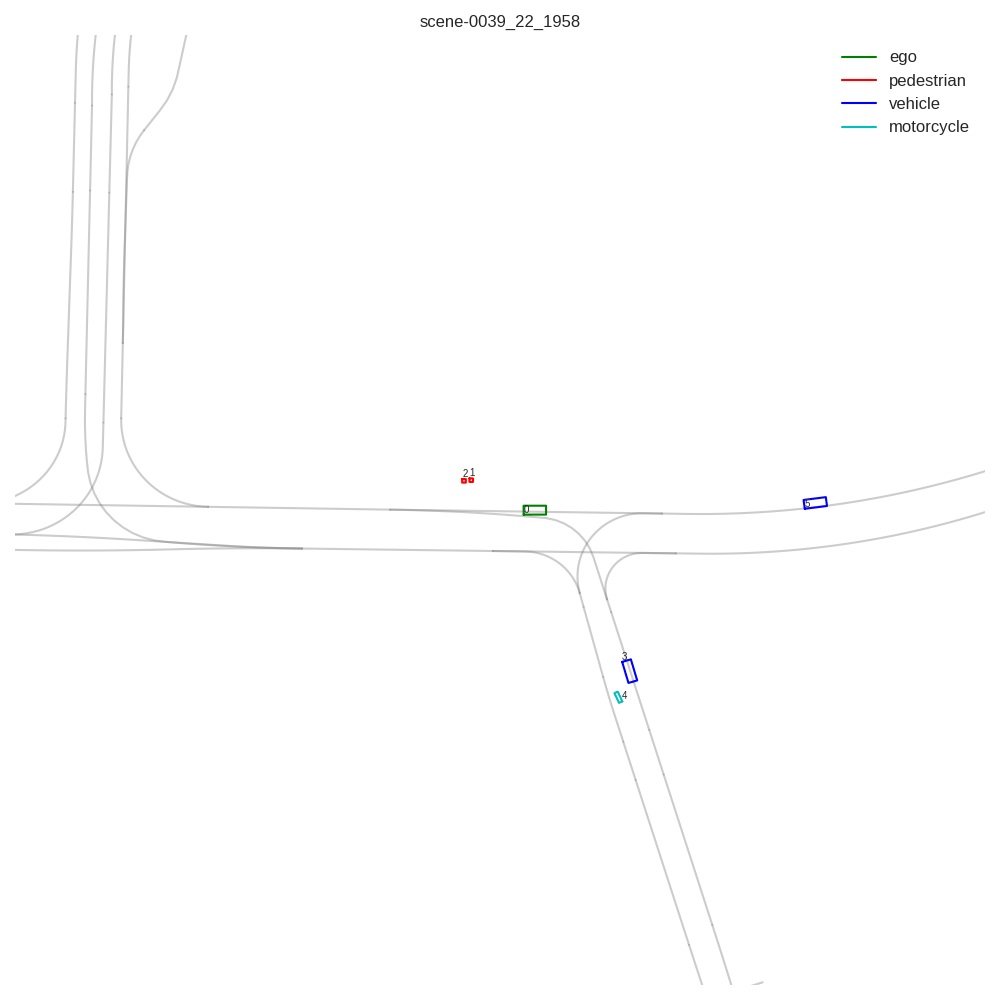 scene-0039_22_1958
ego
pedestrian
vehicle
motorcycle
2 1
0
5
3
4